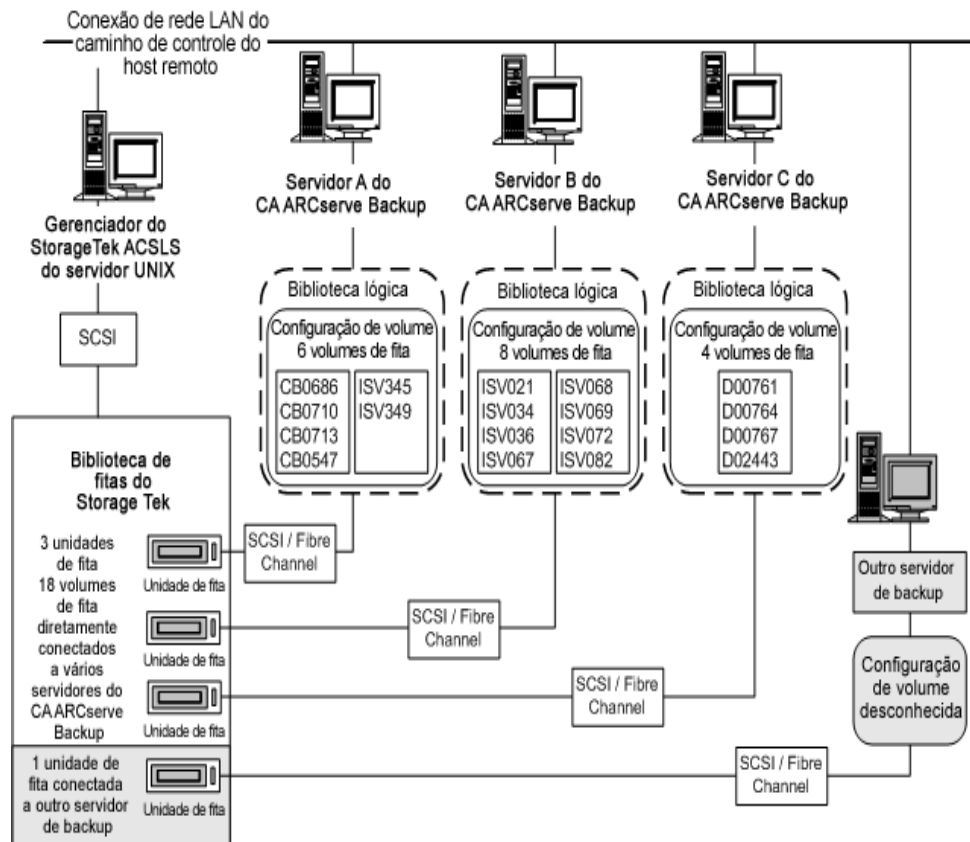 Conexão de rede LAN do
caminho de controle do
host remoto
Gerenciador do
StorageTek ACSLS
do servidor UNIX
SCSI
Servidor A do
CA ARCserve Backup
Servidor B do
CA ARCserve Backup
Servidor C do
CA ARCserve Backup
Biblioteca lógica
Configuração de volume
6 volumes de fita
CB0686
CB0710
CB0713
CB0547
ISV345
ISV349
Biblioteca lógica
Configuração de volume
8 volumes de fita
ISV021
ISV034
ISV036
ISV067
ISV068
ISV069
ISV072
ISV082
Biblioteca lógica
Configuração de volume
4 volumes de fita
D00761
D00764
D00767
D02443
Biblioteca de
fitas do
Storage Tek
3 unidades
de fita
18 volumes
de fita
diretamente
conectados
a vários
servidores do
CA ARCserve
Backup
Unidade de fita
Unidade de fita
Unidade de fita
1 unidade de
fita conectada
a outro servidor
de backup
Unidade de fita
SCSI / Fibre
Channel
SCSI / Fibre
Channel
SCSI / Fibre
Channel
SCSI / Fibre
Channel
Outro servidor
de backup
Configuração
de volume
desconhecida